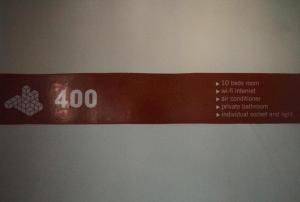 400
▶ 10 beds room
▶ wi-fi internet
▶ air conditioner
▶ private bathroom
▶ individual socket and light